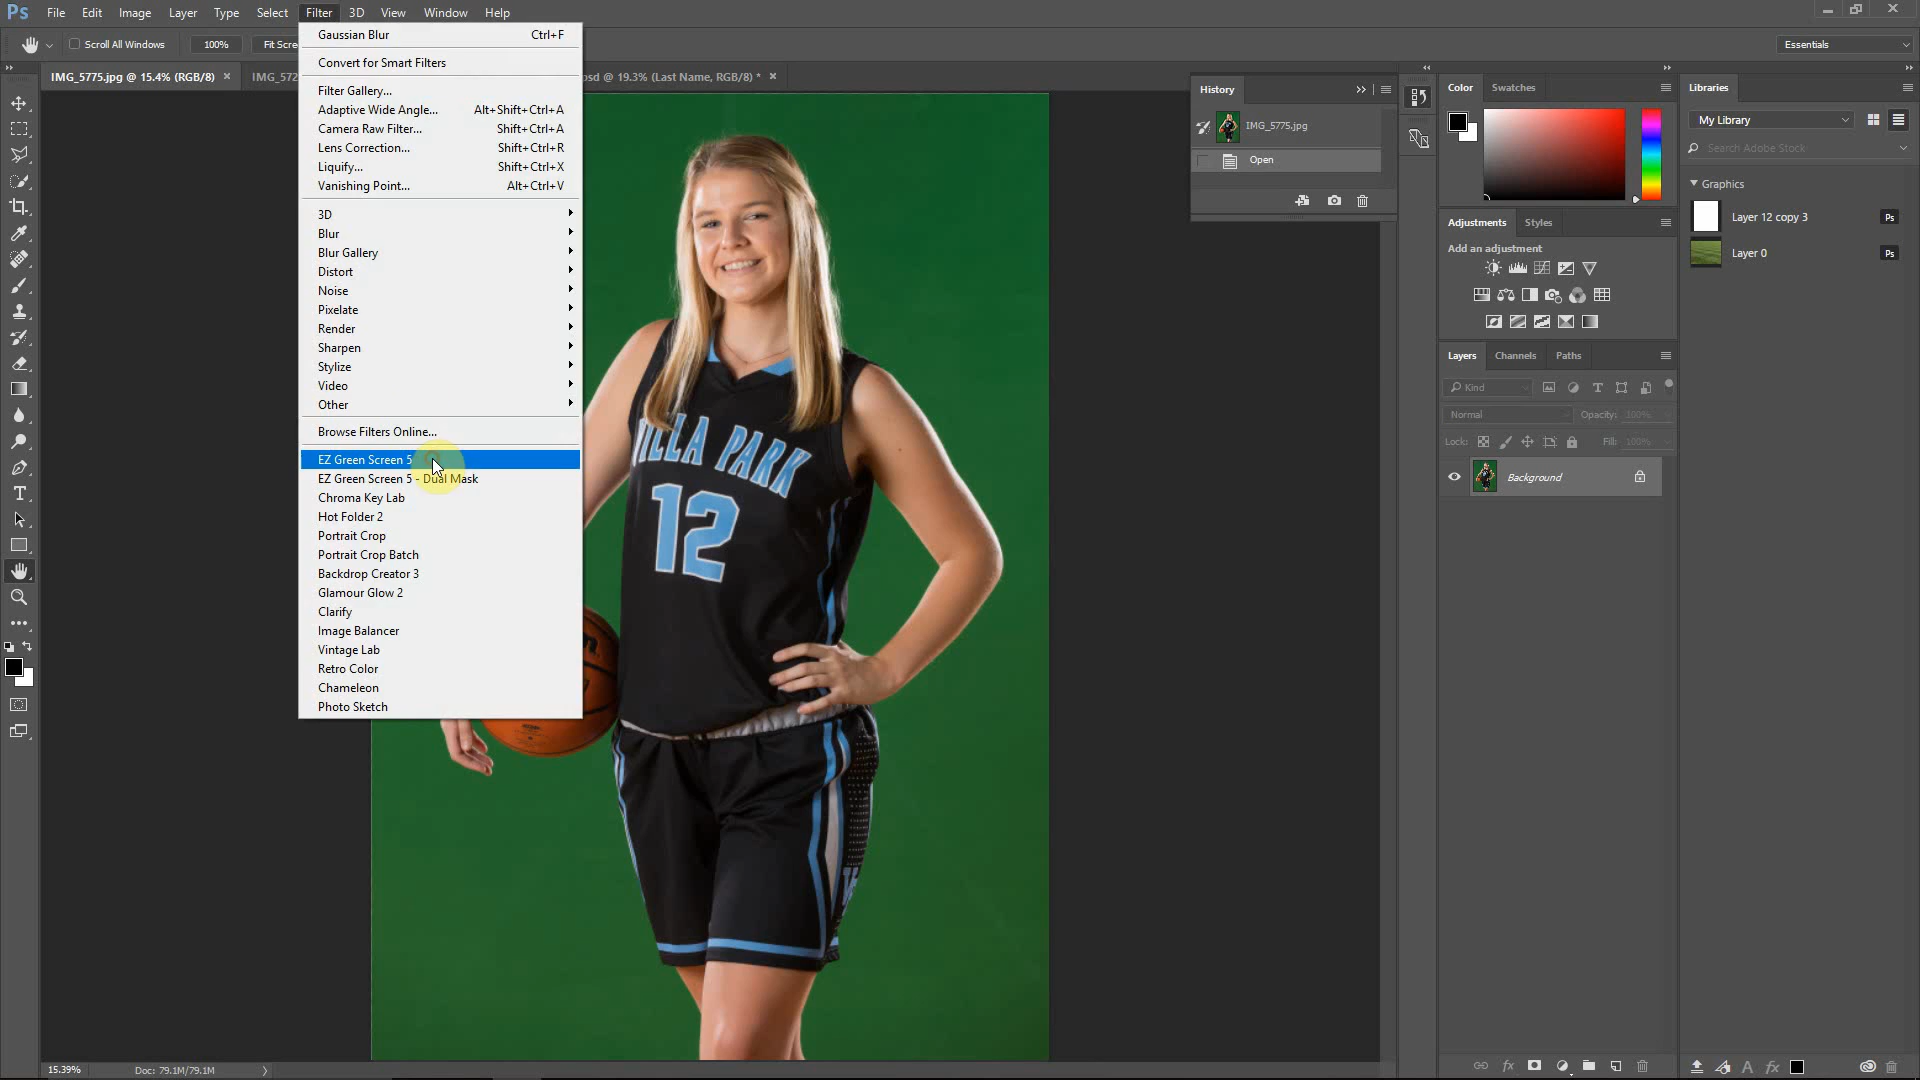 Ps File Edit Image Layer Type Select Filter 3D View Window Help
Scroll All Windows 100% Fit Scre Essentials
IMG_5775.jpg @ 15.4% (RGB/8) × IMG_572 psd @ 19.3% (Last Name, RGB/8) * ×
Gaussian Blur Ctrl+F
Convert for Smart Filters
Filter Gallery...
Adaptive Wide Angle... Alt+Shift+Ctrl+A
Camera Raw Filter... Shift+Ctrl+A
Lens Correction... Shift+Ctrl+R
Liquify... Shift+Ctrl+X
Vanishing Point... Alt+Ctrl+V
3D
Blur
Blur Gallery
Distort
Noise
Pixelate
Render
Sharpen
Stylize
Video
Other
Browse Filters Online...
EZ Green Screen 5
EZ Green Screen 5 - Dual Mask
Chroma Key Lab
Hot Folder 2
Portrait Crop
Portrait Crop Batch
Backdrop Creator 3
Glamour Glow 2
Clarify
Image Balancer
Vintage Lab
Retro Color
Chameleon
Photo Sketch
VILLA PARK
12
History
IMG_5775.jpg
Open
Color Swatches
Adjustments Styles
Add an adjustment
Layers Channels Paths
Kind
Normal Opacity: 100%
Lock: Fill: 100%
Background
Libraries
My Library
Search Adobe Stock
Graphics
Layer 12 copy 3 Ps
Layer 0 Ps
15.39% Doc: 79.1M/79.1M